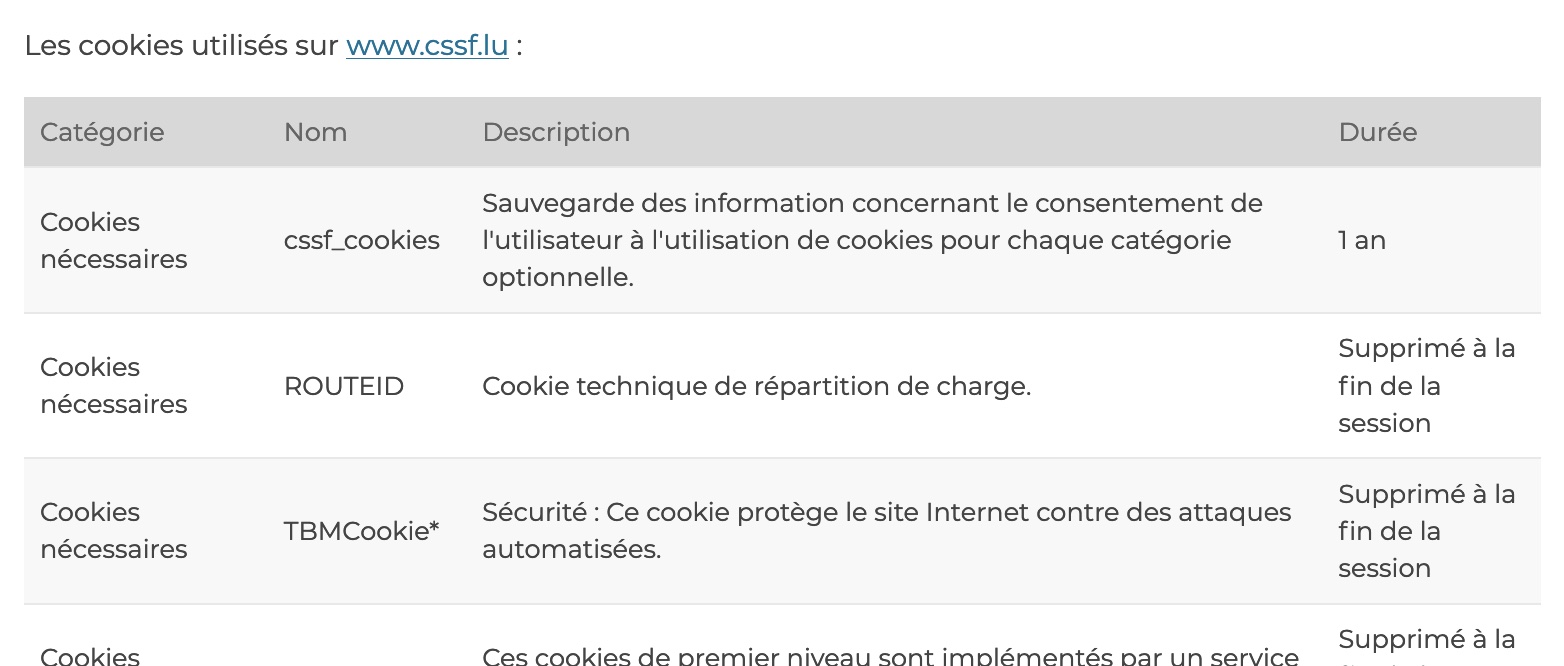 Les cookies utilisés sur www.cssf.lu :
Catégorie Nom Description Durée
Cookies
nécessaires
cssf_cookies
Sauvegarde des information concernant le consentement de
l'utilisateur à l'utilisation de cookies pour chaque catégorie
optionnelle.
1 an
Cookies
nécessaires
ROUTEID
Cookie technique de répartition de charge.
Supprimé à la
fin de la
session
Cookies
nécessaires
TBMCookie*
Sécurité : Ce cookie protège le site Internet contre des attaques
automatisées.
Supprimé à la
fin de la
session
Cookies
Ces cookies de premier niveau sont implémentés par un service
Supprimé à la